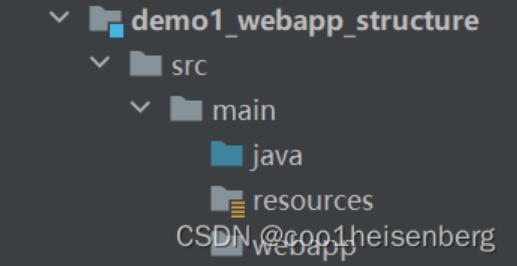 demo1_webapp_structure
src
main
java
resources
CSDN @coo1heisenberg
webapp